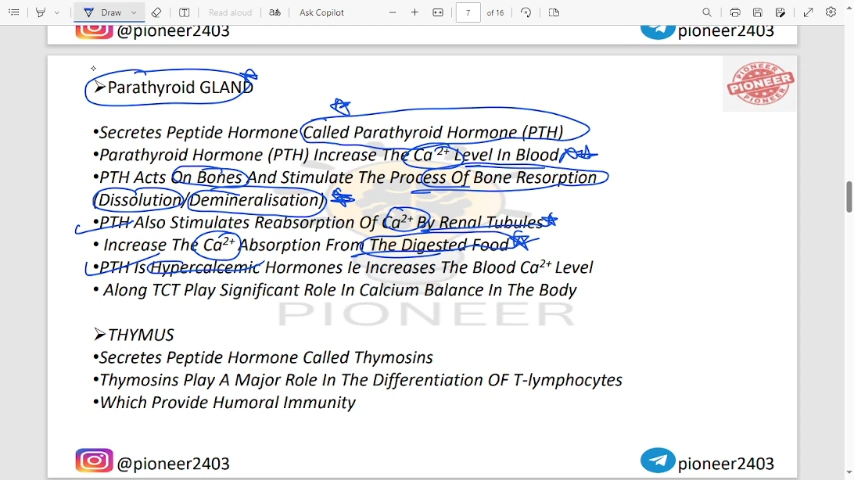 Draw
Read aloud
Ask Copilot
7
of 16
@pioneer2403
pioneer2403
PIONEER
PIONEER
PIONEER
➢Parathyroid GLAND
•Secretes Peptide Hormone Called Parathyroid Hormone (PTH)
•Parathyroid Hormone (PTH) Increase The Ca²⁺ Level In Blood
•PTH Acts On Bones And Stimulate The Process Of Bone Resorption
(Dissolution/Demineralisation)
•PTH Also Stimulates Reabsorption Of Ca²⁺ By Renal Tubules
• Increase The Ca²⁺ Absorption From The Digested Food
•PTH Is Hypercalcemic Hormones Ie Increases The Blood Ca²⁺ Level
• Along TCT Play Significant Role In Calcium Balance In The Body
PIONEER
➢THYMUS
•Secretes Peptide Hormone Called Thymosins
•Thymosins Play A Major Role In The Differentiation OF T-lymphocytes
•Which Provide Humoral Immunity
@pioneer2403
pioneer2403